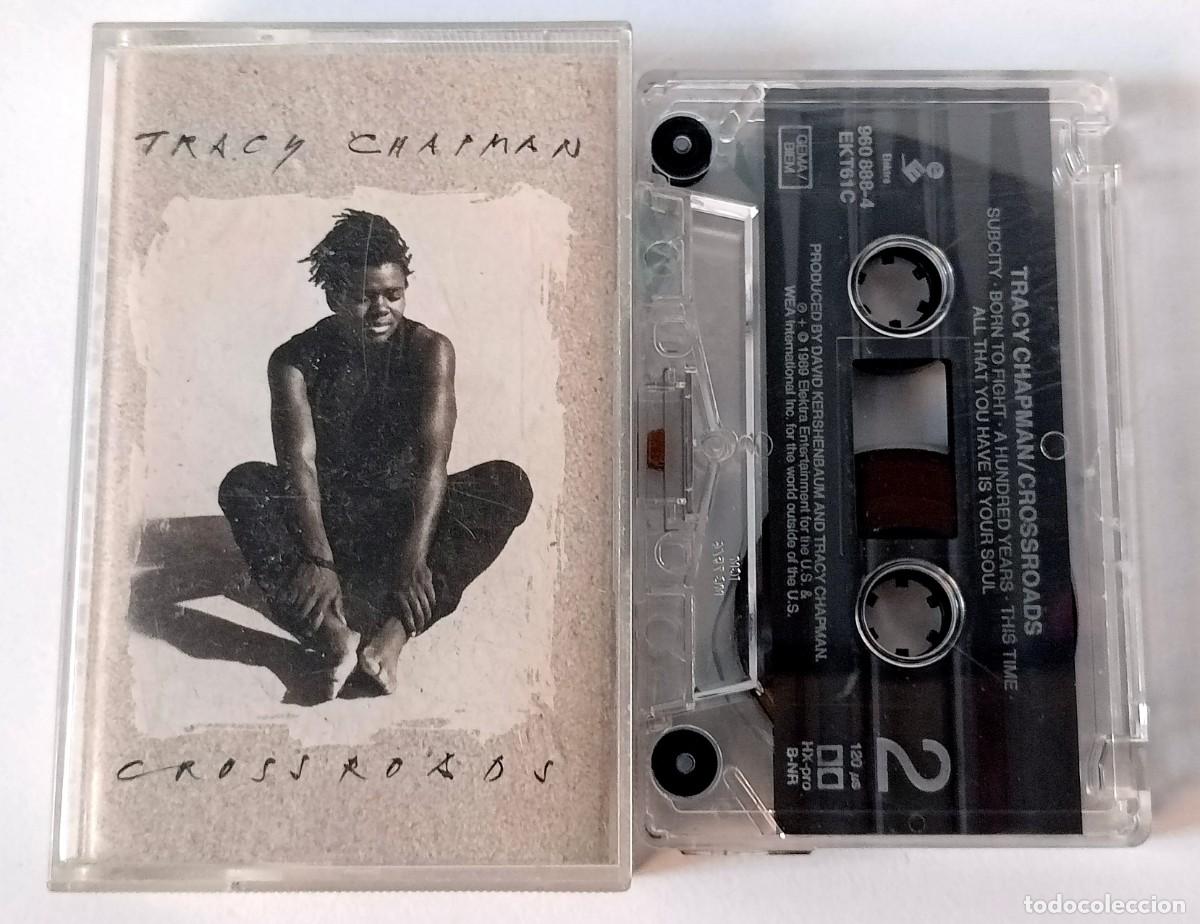 TRACY CHAPMAN
CROSSROADS
TRACY CHAPMAN/CROSSROADS
SUBCITY · BORN TO FIGHT · A HUNDRED YEARS · THIS TIME ·
ALL THAT YOU HAVE IS YOUR SOUL
e
Elektra
960 888-4
EKT61C
GEMA/
BIEM
2
120 µs
HX-pro
B-NR
PRODUCED BY DAVID KERSHENBAUM AND TRACY CHAPMAN.
℗ + © 1989 Elektra Entertainment for the U.S. &
WEA International Inc. for the world outside of the U.S.
todocoleccion